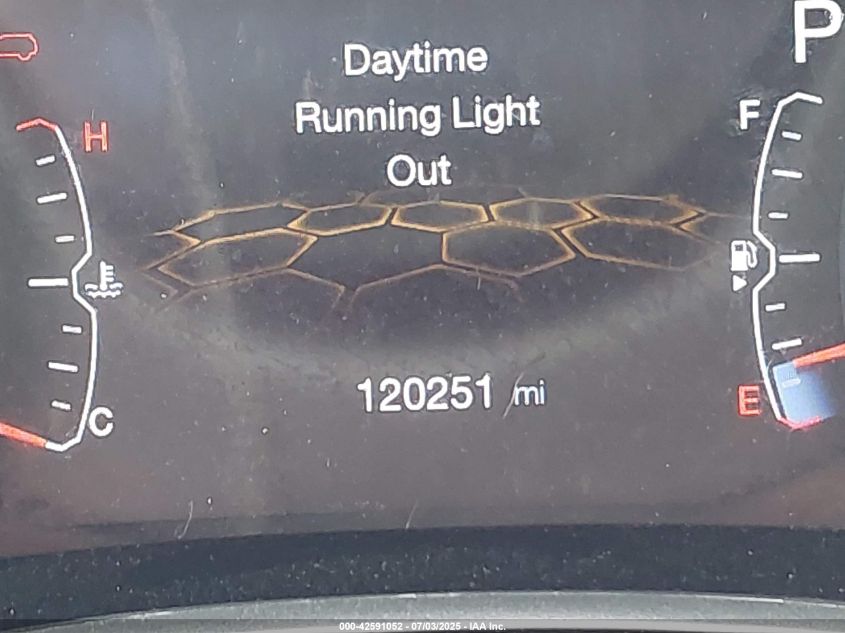 P
Daytime
Running Light
Out
H
F
C
E
120251 mi
000-42591052 - 07/03/2025 - IAA Inc.